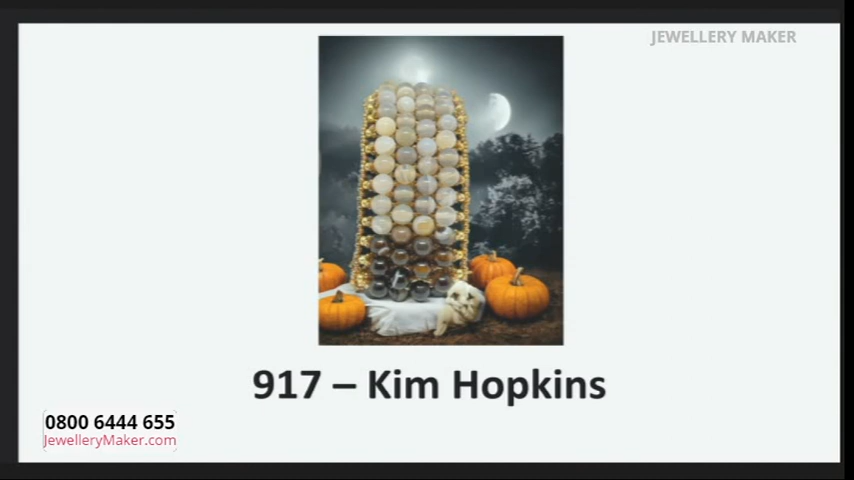 JEWELLERY MAKER
917 – Kim Hopkins
0800 6444 655
JewelleryMaker.com